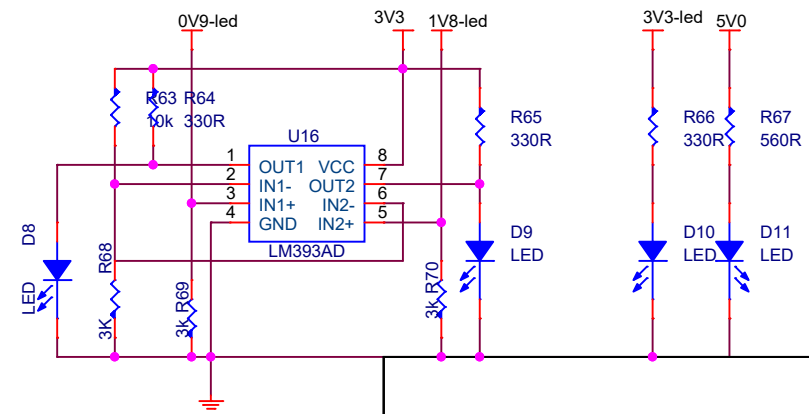 0V9-led
3V3
1V8-led
3V3-led
5V0
R63 R64
10k 330R
R65
330R
R66
330R
R67
560R
U16
1 OUT1 VCC 8
2 IN1- OUT2 7
3 IN1+ IN2- 6
4 GND IN2+ 5
LM393AD
D8
LED
R68
3K
3k R69
3k R70
D9
LED
D10
LED
D11
LED